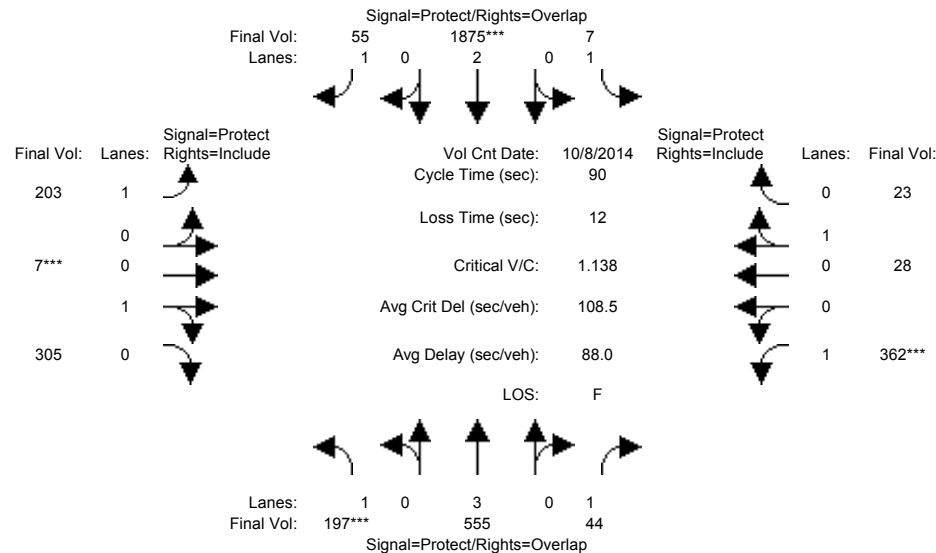 Signal=Protect/Rights=Overlap
Final Vol: 55 1875*** 7
Lanes: 1 0 2 0 1
Signal=Protect Signal=Protect
Final Vol: Lanes: Rights=Include Vol Cnt Date: 10/8/2014 Rights=Include Lanes: Final Vol:
Cycle Time (sec): 90
203 1 0 23
Loss Time (sec): 12
0 1
7*** 0 Critical V/C: 1.138 0 28
1 Avg Crit Del (sec/veh): 108.5 0
305 0 Avg Delay (sec/veh): 88.0 1 362***
LOS: F
Lanes: 1 0 3 0 1
Final Vol: 197*** 555 44
Signal=Protect/Rights=Overlap